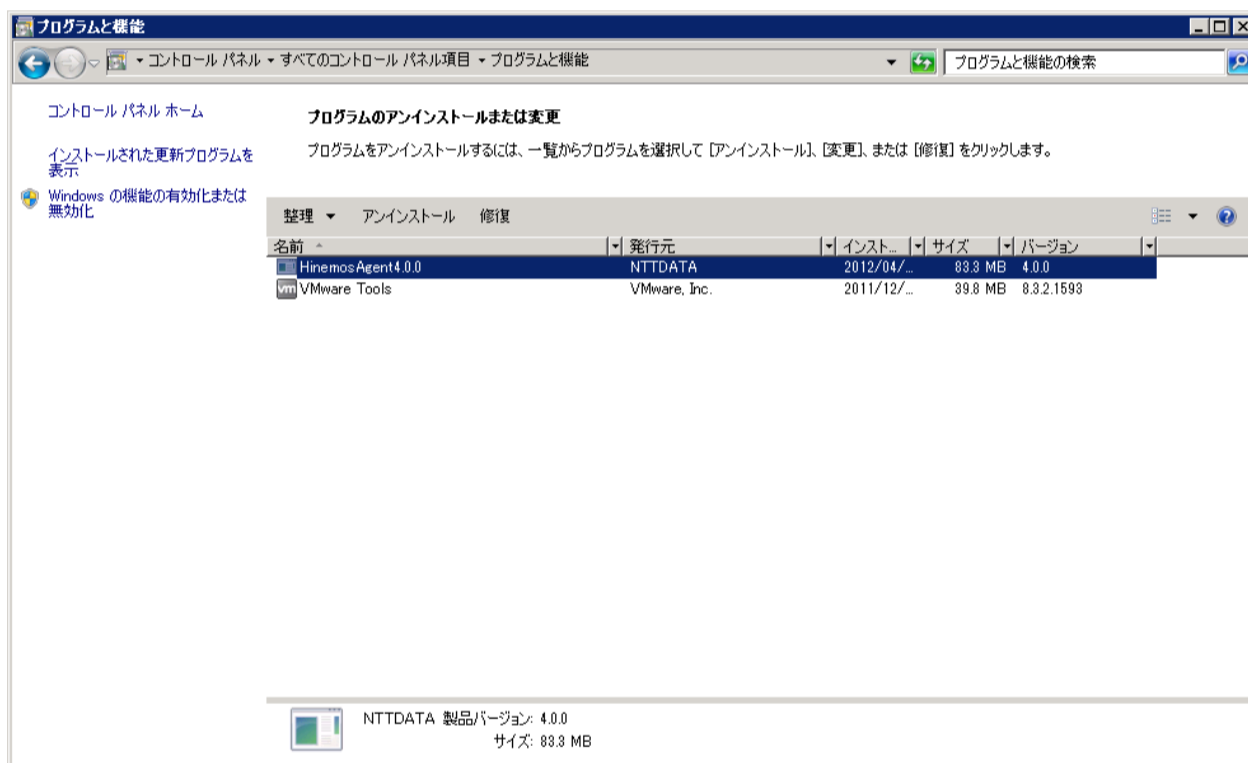 プログラムと機能
コントロール パネル すべてのコントロール パネル項目 プログラムと機能 プログラムと機能の検索
コントロール パネル ホーム
インストールされた更新プログラムを
表示
Windows の機能の有効化または
無効化
プログラムのアンインストールまたは変更
プログラムをアンインストールするには、一覧からプログラムを選択して [アンインストール]、[変更]、または [修復] をクリックします。
整理 アンインストール 修復
名前 発行元 インスト... サイズ バージョン
HinemosAgent4.0.0 NTTDATA 2012/04/... 83.3 MB 4.0.0
vm VMware Tools VMware, Inc. 2011/12/... 39.8 MB 8.3.2.1593
NTTDATA 製品バージョン: 4.0.0
サイズ: 83.3 MB